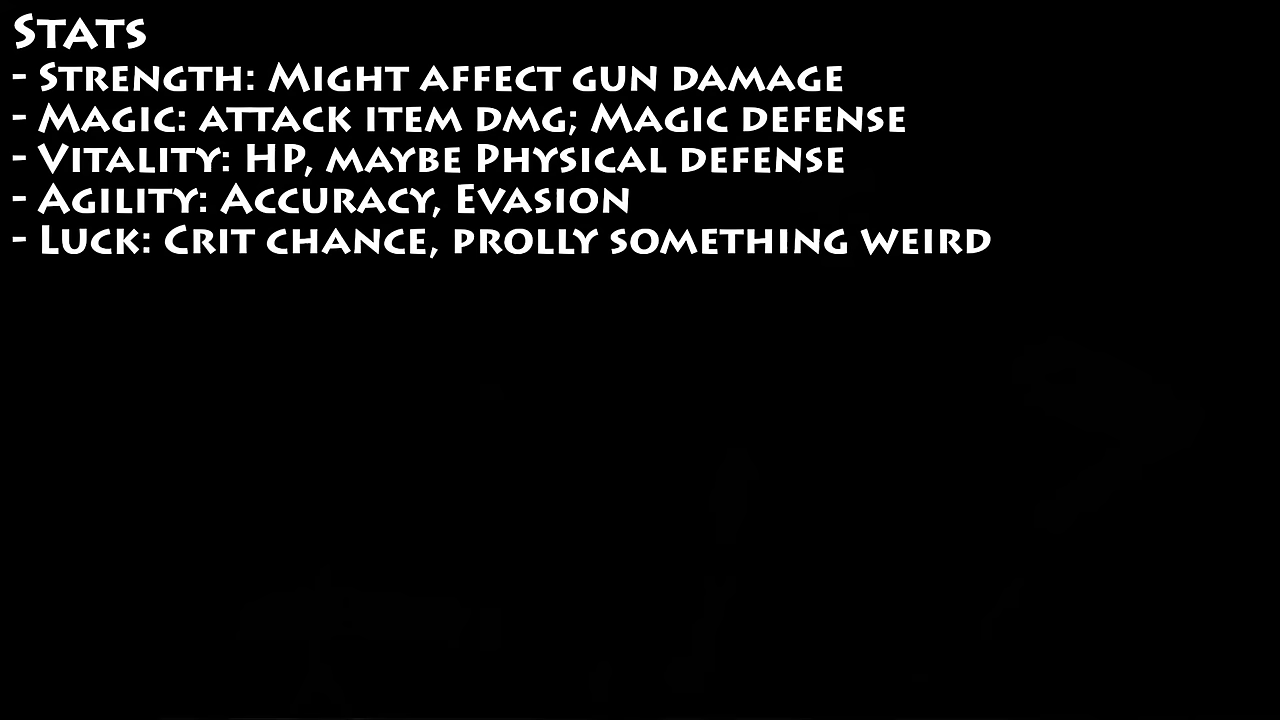 Stats
- Strength: Might affect gun damage
- Magic: attack item dmg; Magic defense
- Vitality: HP, maybe Physical defense
- Agility: Accuracy, Evasion
- Luck: Crit chance, prolly something weird